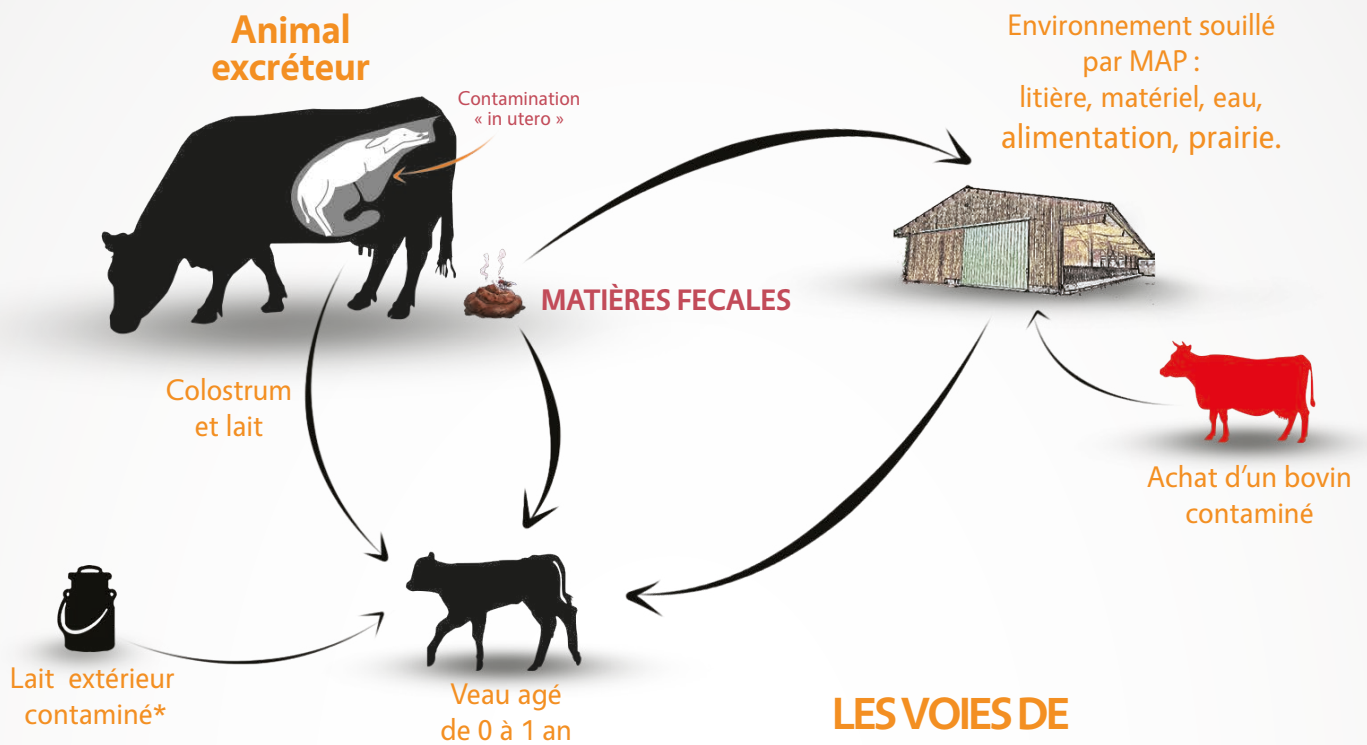 Animal
excréteur
Contamination
« in utero »
Environnement souillé
par MAP :
litière, matériel, eau,
alimentation, prairie.
MATIÈRES FECALES
Colostrum
et lait
Achat d’un bovin
contaminé
Lait extérieur
contaminé*
Veau agé
de 0 à 1 an
LES VOIES DE